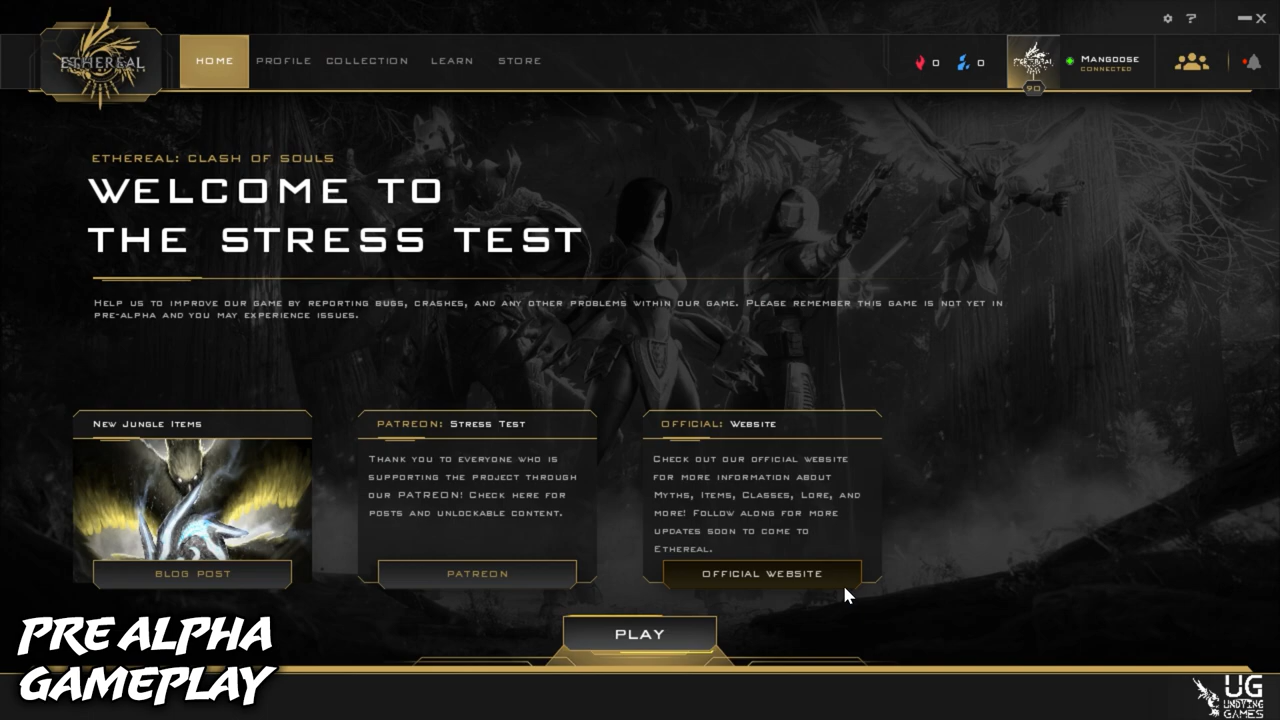 ETHEREAL
HOME
PROFILE
COLLECTION
LEARN
STORE
?
X
0
0
90
Mangoose
CONNECTED
ETHEREAL: CLASH OF SOULS
WELCOME TO
THE STRESS TEST
Help us to improve our game by reporting bugs, crashes, and any other problems within our game. Please remember this game is not yet in
pre-alpha and you may experience issues.
New Jungle Items
BLOG POST
PATREON: Stress Test
Thank you to everyone who is
supporting the project through
our PATREON! Check here for
posts and unlockable content.
PATREON
OFFICIAL: Website
Check out our official website
for more information about
Myths, Items, Classes, Lore, and
more! Follow along for more
updates soon to come to
Ethereal.
OFFICIAL WEBSITE
PLAY
PRE ALPHA
GAMEPLAY
UG
UNDYING
GAMES